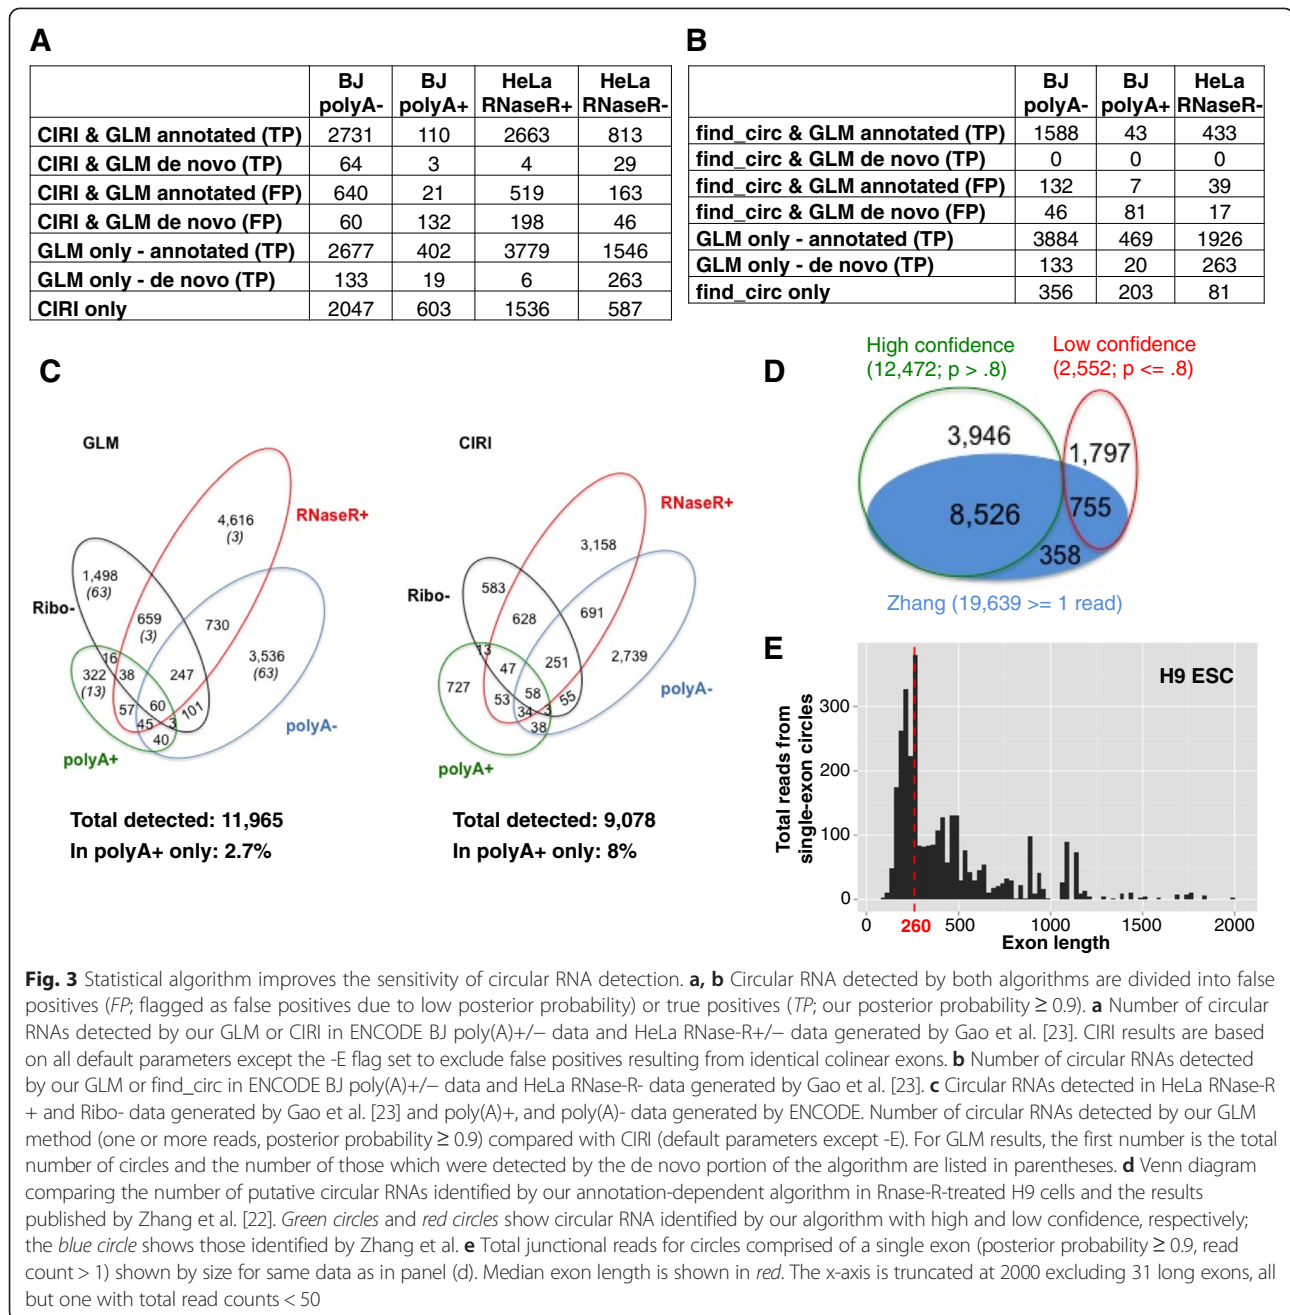 A
BJ polyA- BJ polyA+ HeLa RNaseR+ HeLa RNaseR-
CIRI & GLM annotated (TP) 2731 110 2663 813
CIRI & GLM de novo (TP) 64 3 4 29
CIRI & GLM annotated (FP) 640 21 519 163
CIRI & GLM de novo (FP) 60 132 198 46
GLM only - annotated (TP) 2677 402 3779 1546
GLM only - de novo (TP) 133 19 6 263
CIRI only 2047 603 1536 587
B
BJ polyA- BJ polyA+ HeLa RNaseR-
find_circ & GLM annotated (TP) 1588 43 433
find_circ & GLM de novo (TP) 0 0 0
find_circ & GLM annotated (FP) 132 7 39
find_circ & GLM de novo (FP) 46 81 17
GLM only - annotated (TP) 3884 469 1926
GLM only - de novo (TP) 133 20 263
find_circ only 356 203 81
C
GLM
RNaseR+
4,616
(3)
1,498
(63)
Ribo-
659
(3)
730
3,536
(63)
16
322
(13)
38
247
57
60
101
45
3
40
polyA-
polyA+
Total detected: 11,965
In polyA+ only: 2.7%
CIRI
RNaseR+
3,158
583
Ribo-
628
691
13
47
251
2,739
727
53
58
55
34
3
38
polyA-
polyA+
Total detected: 9,078
In polyA+ only: 8%
D
High confidence
(12,472; p > .8)
Low confidence
(2,552; p <= .8)
3,946
1,797
8,526
755
358
Zhang (19,639 >= 1 read)
E
H9 ESC
Total reads from
single-exon circles
300
200
100
0
0 260 500 1000 1500 2000
Exon length
Fig. 3 Statistical algorithm improves the sensitivity of circular RNA detection. a, b Circular RNA detected by both algorithms are divided into false
positives (FP; flagged as false positives due to low posterior probability) or true positives (TP; our posterior probability ≥ 0.9). a Number of circular
RNAs detected by our GLM or CIRI in ENCODE BJ poly(A)+/− data and HeLa RNase-R+/− data generated by Gao et al. [23]. CIRI results are based
on all default parameters except the -E flag set to exclude false positives resulting from identical colinear exons. b Number of circular RNAs detected
by our GLM or find_circ in ENCODE BJ poly(A)+/− data and HeLa RNase-R- data generated by Gao et al. [23]. c Circular RNAs detected in HeLa RNase-R
+ and Ribo- data generated by Gao et al. [23] and poly(A)+, and poly(A)- data generated by ENCODE. Number of circular RNAs detected by our GLM
method (one or more reads, posterior probability ≥ 0.9) compared with CIRI (default parameters except -E). For GLM results, the first number is the total
number of circles and the number of those which were detected by the de novo portion of the algorithm are listed in parentheses. d Venn diagram
comparing the number of putative circular RNAs identified by our annotation-dependent algorithm in Rnase-R-treated H9 cells and the results
published by Zhang et al. [22]. Green circles and red circles show circular RNA identified by our algorithm with high and low confidence, respectively;
the blue circle shows those identified by Zhang et al. e Total junctional reads for circles comprised of a single exon (posterior probability ≥ 0.9, read
count > 1) shown by size for same data as in panel (d). Median exon length is shown in red. The x-axis is truncated at 2000 excluding 31 long exons, all
but one with total read counts < 50